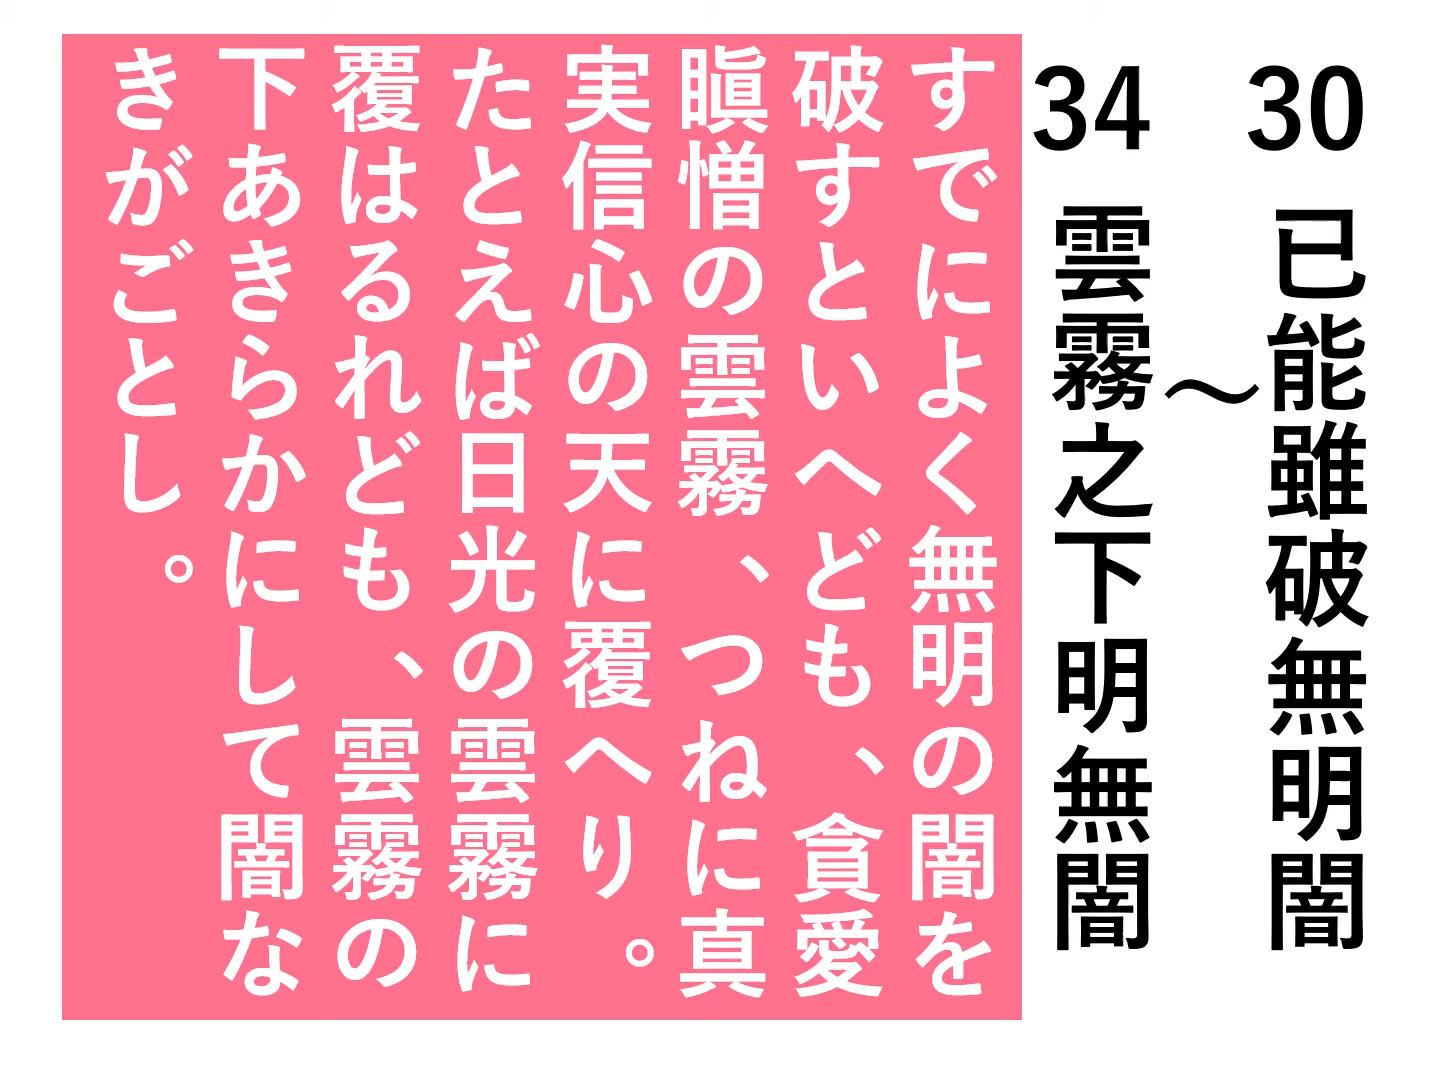 30 已能雖破無明闇
〜
34 雲霧之下明無闇
すでによく無明の闇を
破すといへども、貪愛
瞋憎の雲霧、つねに真
実信心の天に覆へり。
たとえば日光の雲霧に
覆はるれども、雲霧の
下あきらかにして闇な
きがごとし。